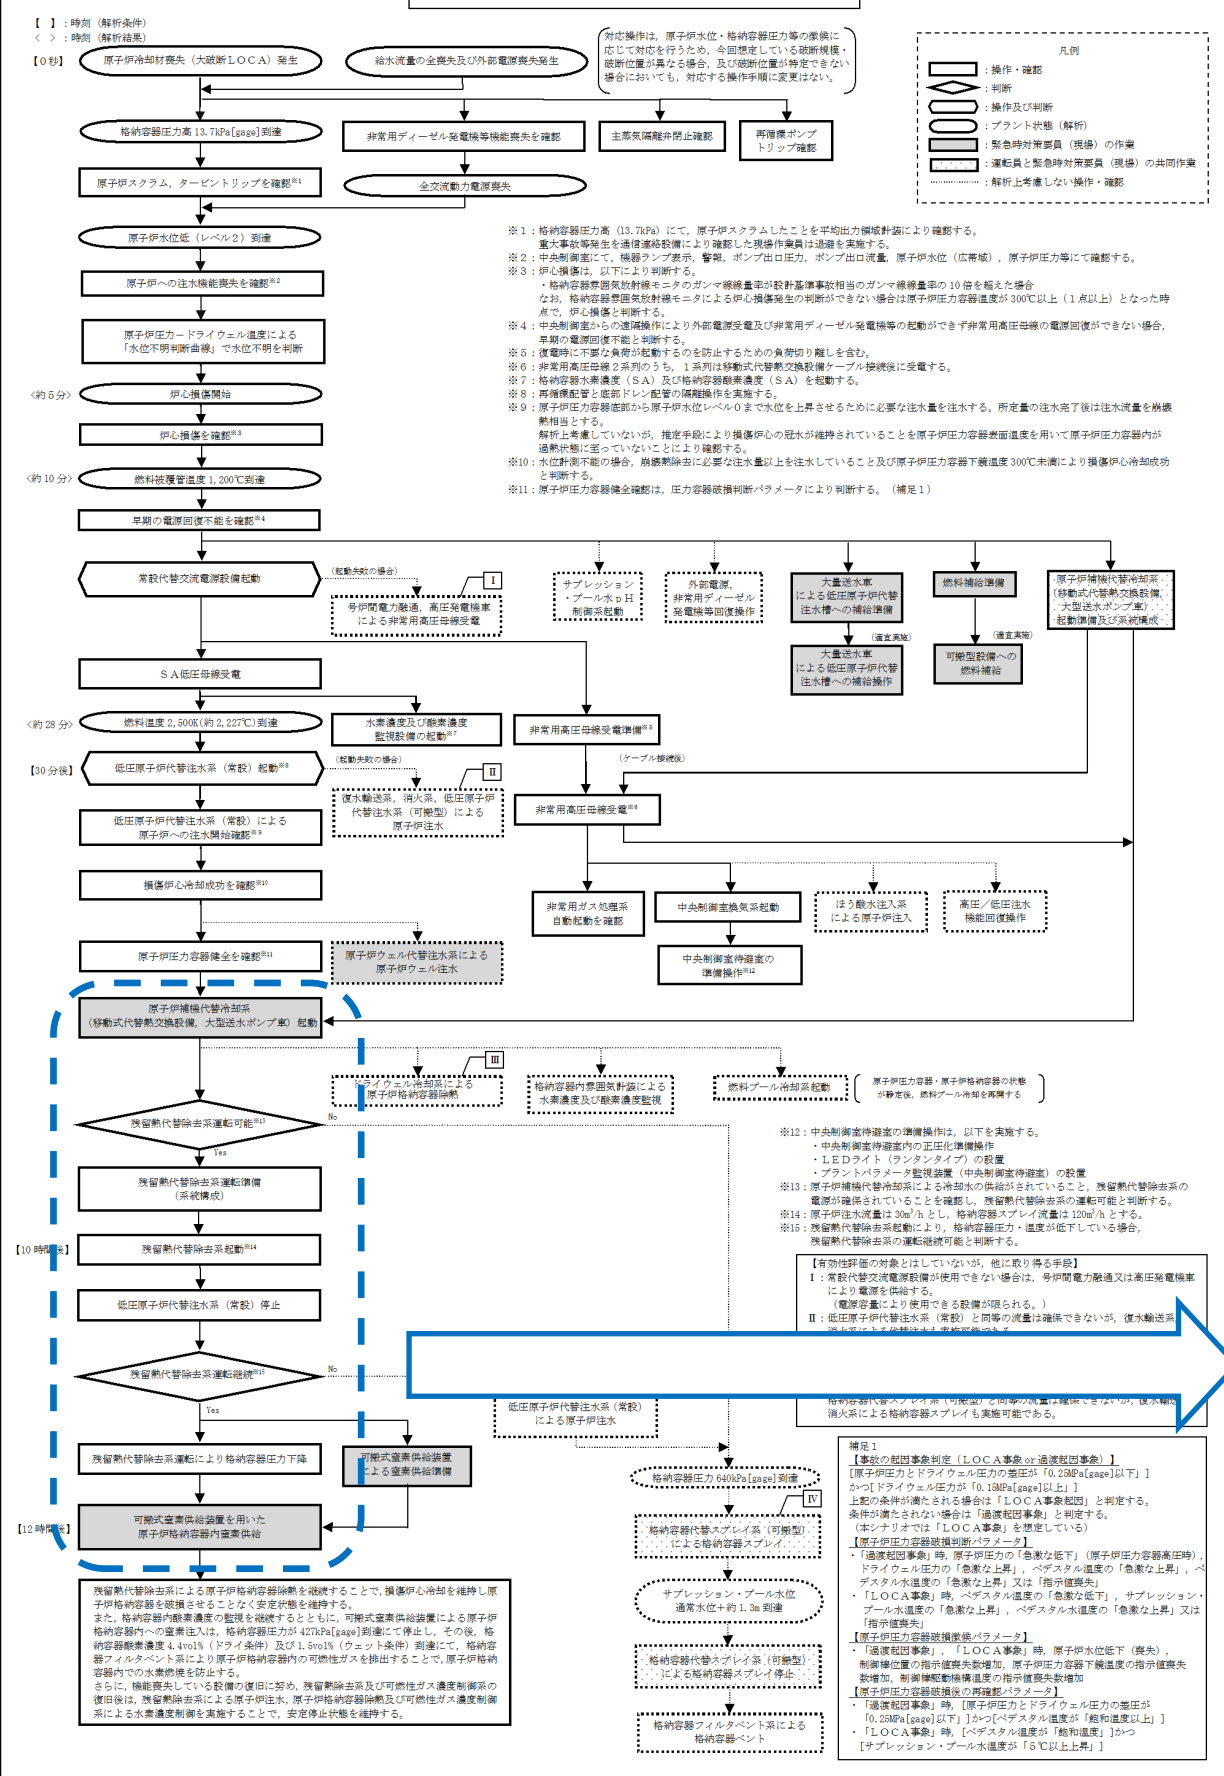 【　】：時刻（解析条件）
＜　＞：時刻（解析結果）
【0秒】
原子炉冷却材喪失（大破断ＬＯＣＡ）発生
給水流量の全喪失及び外部電源喪失発生
対応操作は，原子炉水位・格納容器圧力等の徴候に
応じて対応を行うため，今回想定している破断規模・
破断位置が異なる場合，及び破断位置が特定できない
場合においても，対応する操作手順に変更はない。
凡例
：操作・確認
：判断
：操作及び判断
：プラント状態（解析）
：緊急時対策要員（現場）の作業
：運転員と緊急時対策要員（現場）の共同作業
：解析上考慮しない操作・確認
格納容器圧力高 13.7kPa[gage]到達
非常用ディーゼル発電機等機能喪失を確認
主蒸気隔離弁閉止確認
再循環ポンプ
トリップ確認
原子炉スクラム，タービントリップを確認※1
全交流動力電源喪失
原子炉水位低（レベル２）到達
原子炉への注水機能喪失を確認※2
原子炉圧力－ドライウェル温度による
「水位不明判断曲線」で水位不明を判断
＜約５分＞
炉心損傷開始
炉心損傷を確認※3
＜約10分＞
燃料被覆管温度 1,200℃到達
早期の電源回復不能を確認※4
※１：格納容器圧力高（13.7kPa）にて，原子炉スクラムしたことを平均出力領域計装により確認する。
重大事故等発生を通信連絡設備により確認した現場作業員は退避を実施する。
※２：中央制御室にて，機器ランプ表示，警報，ポンプ出口圧力，ポンプ出口流量，原子炉水位（広帯域），原子炉圧力等にて確認する。
※３：炉心損傷は，以下により判断する。
・格納容器雰囲気放射線モニタのガンマ線線量率が設計基準事故相当のガンマ線線量率の 10 倍を超えた場合
なお，格納容器雰囲気放射線モニタによる炉心損傷発生の判断ができない場合は原子炉圧力容器温度が 300℃以上（１点以上）となった時
点で，炉心損傷と判断する。
※４：中央制御室からの遠隔操作により外部電源受電及び非常用ディーゼル発電機等の起動ができず非常用高圧母線の電源回復ができない場合，
早期の電源回復不能と判断する。
※５：復電時に不要な負荷が起動するのを防止するための負荷切り離しを含む。
※６：非常用高圧母線２系列のうち，１系列は移動式代替熱交換設備ケーブル接続後に受電する。
※７：格納容器水素濃度（ＳＡ）及び格納容器酸素濃度（ＳＡ）を起動する。
※８：再循環配管と底部ドレン配管の隔離操作を実施する。
※９：原子炉圧力容器底部から原子炉水位レベル０まで水位を上昇させるために必要な注水量を注水する。所定量の注水完了後は注水流量を崩壊
熱相当とする。
解析上考慮していないが，推定手段により損傷炉心の冠水が維持されていることを原子炉圧力容器表面温度を用いて原子炉圧力容器内が
過熱状態に至っていないことにより確認する。
※10：水位計測不能の場合，崩壊熱除去に必要な注水量以上を注水していること及び原子炉圧力容器下鏡温度 300℃未満により損傷炉心冷却成功
と判断する。
※11：原子炉圧力容器健全確認は，圧力容器破損判断パラメータにより判断する。（補足１）
常設代替交流電源設備起動
（起動失敗の場合）
Ⅰ
号炉間電力融通，高圧発電機車
による非常用高圧母線受電
サプレッション
・プール水ｐＨ
制御系起動
外部電源，
非常用ディーゼル
発電機等回復操作
大量送水車
による低圧原子炉代替
注水槽への補給準備
（適宜実施）
大量送水車
による低圧原子炉代替
注水槽への補給操作
燃料補給準備
（適宜実施）
可搬型設備への
燃料補給
原子炉補機代替冷却系
（移動式代替熱交換設備，
大型送水ポンプ車）
起動準備及び系統構成
ＳＡ低圧母線受電
＜約28分＞
燃料温度 2,500K(約 2,227℃)到達
水素濃度及び酸素濃度
監視設備の起動※7
非常用高圧母線受電準備※5
【30分後】
低圧原子炉代替注水系（常設）起動※8
（起動失敗の場合）
Ⅱ
（ケーブル接続後）
復水輸送系，消火系，低圧原子炉
代替注水系（可搬型）による
原子炉注水
非常用高圧母線受電※6
低圧原子炉代替注水系（常設）による
原子炉への注水開始確認※9
損傷炉心冷却成功を確認※10
非常用ガス処理系
自動起動を確認
中央制御室換気系起動
ほう酸水注入系
による原子炉注入
高圧／低圧注水
機能回復操作
原子炉圧力容器健全を確認※11
原子炉ウェル代替注水系による
原子炉ウェル注水
中央制御室待避室の
準備操作※12
原子炉補機代替冷却系
（移動式代替熱交換設備，大型送水ポンプ車）起動
Ⅲ
ドライウェル冷却系による
原子炉格納容器除熱
格納容器内雰囲気計装による
水素濃度及び酸素濃度監視
燃料プール冷却系起動
原子炉圧力容器・原子炉格納容器の状態
が静定後，燃料プール冷却を再開する
残留熱代替除去系運転可能※13
No
Yes
残留熱代替除去系運転準備
（系統構成）
※12：中央制御室待避室の準備操作は，以下を実施する。
・中央制御室待避室内の正圧化準備操作
・ＬＥＤライト（ランタンタイプ）の設置
・プラントパラメータ監視装置（中央制御室待避室）の設置
※13：原子炉補機代替冷却系による冷却水の供給がされていること，残留熱代替除去系の
電源が確保されていることを確認し，残留熱代替除去系の運転可能と判断する。
※14：原子炉注水流量は 30m³/h とし，格納容器スプレイ流量は 120m³/h とする。
※15：残留熱代替除去系起動により，格納容器圧力・温度が低下している場合，
残留熱代替除去系の運転継続可能と判断する。
【10時間後】
残留熱代替除去系起動※14
低圧原子炉代替注水系（常設）停止
【有効性評価の対象とはしていないが，他に取り得る手段】
Ⅰ：常設代替交流電源設備が使用できない場合は，号炉間電力融通又は高圧発電機車
により電源を供給する。
（電源容量により使用できる設備が限られる。）
Ⅱ：低圧原子炉代替注水系（常設）と同等の流量は確保できないが，復水輸送系，
消火系による代替注水も実施可能である。
残留熱代替除去系運転継続※15
No
Yes
低圧原子炉代替注水系（常設）
による原子炉注水
格納容器代替スプレイ系（可搬型）と同等の流量は確保できないが，復水輸送
消火系による格納容器スプレイも実施可能である。
残留熱代替除去系運転により格納容器圧力下降
可搬式窒素供給装置
による窒素供給準備
格納容器圧力 640kPa[gage]到達
Ⅳ
【12時間後】
可搬式窒素供給装置を用いた
原子炉格納容器内窒素供給
格納容器代替スプレイ系（可搬型）
による格納容器スプレイ
サプレッション・プール水位
通常水位＋約 1.3m 到達
格納容器代替スプレイ系（可搬型）
による格納容器スプレイ停止
格納容器フィルタベント系による
格納容器ベント
残留熱代替除去系による原子炉格納容器除熱を継続することで，損傷炉心冷却を維持し原
子炉格納容器を破損させることなく安定状態を維持する。
また，格納容器内酸素濃度の監視を継続するとともに，可搬式窒素供給装置による原子炉
格納容器内への窒素注入は，格納容器圧力が 427kPa[gage]到達にて停止し，その後，格
納容器酸素濃度 4.4vol%（ドライ条件）及び 1.5vol%（ウェット条件）到達にて，格納容
器フィルタベント系により原子炉格納容器内の可燃性ガスを排出することで，原子炉格納
容器内での水素燃焼を防止する。
さらに，機能喪失している設備の復旧に努め，残留熱除去系及び可燃性ガス濃度制御系の
復旧後は，残留熱除去系による原子炉注水，原子炉格納容器除熱及び可燃性ガス濃度制御
系による水素濃度制御を実施することで，安定停止状態を維持する。
補足１
【事故の起因事象判定（ＬＯＣＡ事象 or 過渡事象）】
[原子炉圧力とドライウェル圧力の差圧が「0.25MPa[gage]以下」]
かつ[ドライウェル圧力が「0.15MPa[gage]以上」]
上記の条件が満たされる場合は「ＬＯＣＡ事象起因」と判定する。
条件が満たされない場合は「過渡起因事象」と判定する。
（本シナリオでは「ＬＯＣＡ事象」を想定している）
【原子炉圧力容器破損判断パラメータ】
・「過渡起因事象」時，原子炉圧力の「急激な低下」（原子炉容器高圧時），
ドライウェル圧力の「急激な上昇」，ペデスタル温度の「急激な上昇」，ペ
デスタル水温度の「急激な上昇」又は「指示値喪失」
・「ＬＯＣＡ事象」時，ペデスタル温度の「急激な低下」，サプレッション・
プール水温度の「急激な上昇」，ペデスタル水温度の「急激な上昇」又は
「指示値喪失」
【原子炉圧力容器破損徴候パラメータ】
・「過渡起因事象」，「ＬＯＣＡ事象」時，原子炉水位低下（喪失），
制御棒位置の指示値喪失数増加，原子炉圧力容器下鏡温度の指示値喪失
数増加，制御棒駆動機構温度の指示値喪失数増加
【原子炉圧力容器破損後の再確認パラメータ】
・「過渡起因事象」時，[原子炉圧力とドライウェル圧力の差圧が
「0.25MPa[gage]以下」]かつ[ペデスタル温度が「飽和温度以上」]
・「ＬＯＣＡ事象」時，[ペデスタル温度が「飽和温度」]かつ
[サプレッション・プール水温度が「５℃以上上昇」]